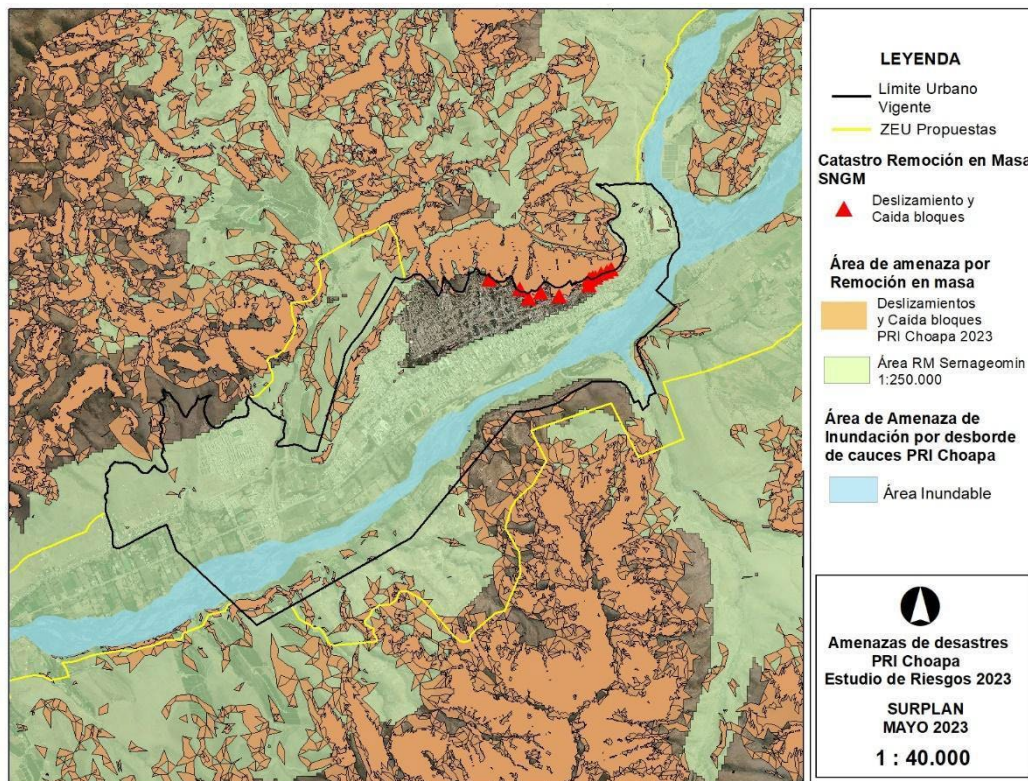 LEYENDA
Límite Urbano
Vigente
ZEU Propuestas
Catastro Remoción en Masa
SNGM
Deslizamiento y
Caida bloques
Área de amenaza por
Remoción en masa
Deslizamientos
y Caída bloques
PRI Choapa 2023
Área RM Sernageomin
1:250.000
Área de Amenaza de
Inundación por desborde
de cauces PRI Choapa
Área Inundable
Amenazas de desastres
PRI Choapa
Estudio de Riesgos 2023
SURPLAN
MAYO 2023
1 : 40.000